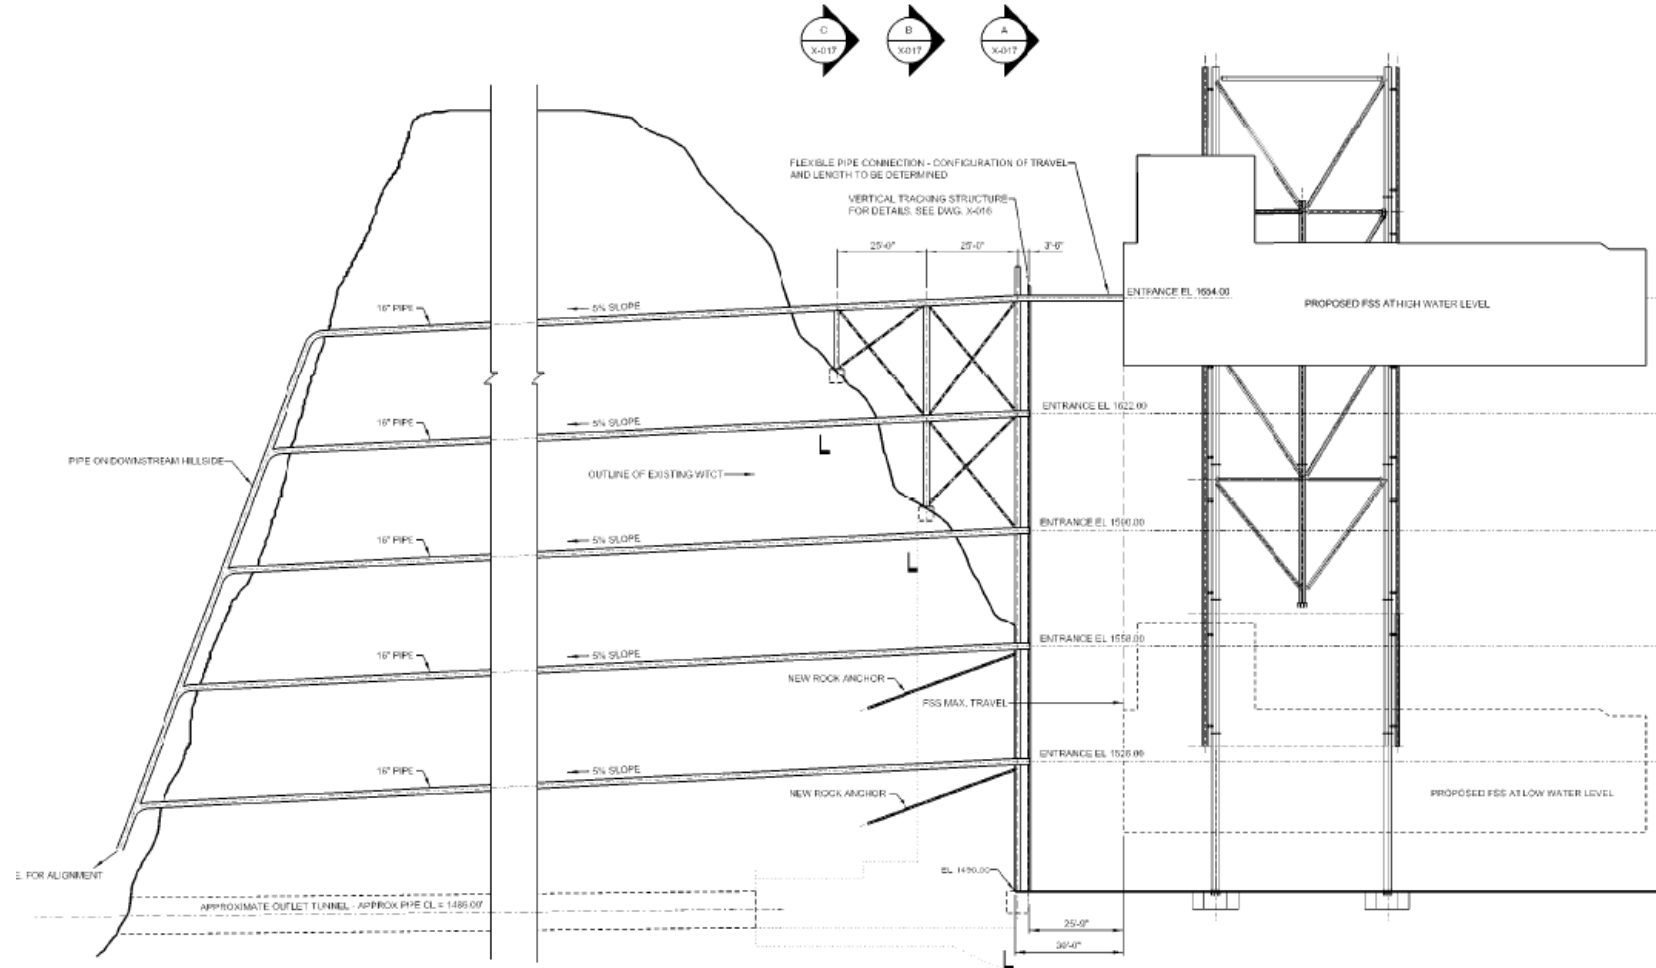 C
X-017
B
X-017
A
X-017
FLEXIBLE PIPE CONNECTION - CONFIGURATION OF TRAVEL
AND LENGTH TO BE DETERMINED
VERTICAL TRACKING STRUCTURE
FOR DETAILS, SEE DWG. X-016
25'-0"
25'-0"
3'-6"
16" PIPE
5% SLOPE
ENTRANCE EL 1654.00
PROPOSED FSS AT HIGH WATER LEVEL
16" PIPE
5% SLOPE
ENTRANCE EL 1622.00
L
PIPE ON DOWNSTREAM HILLSIDE
OUTLINE OF EXISTING WTCT
16" PIPE
5% SLOPE
ENTRANCE EL 1590.00
L
16" PIPE
5% SLOPE
ENTRANCE EL 1558.00
NEW ROCK ANCHOR
FSS MAX. TRAVEL
16" PIPE
5% SLOPE
ENTRANCE EL 1526.00
NEW ROCK ANCHOR
PROPOSED FSS AT LOW WATER LEVEL
E. FOR ALIGNMENT
EL 1490.00
APPROXIMATE OUTLET TUNNEL - APPROX PIPE CL = 1485.00'
25'-9"
30'-0"
L